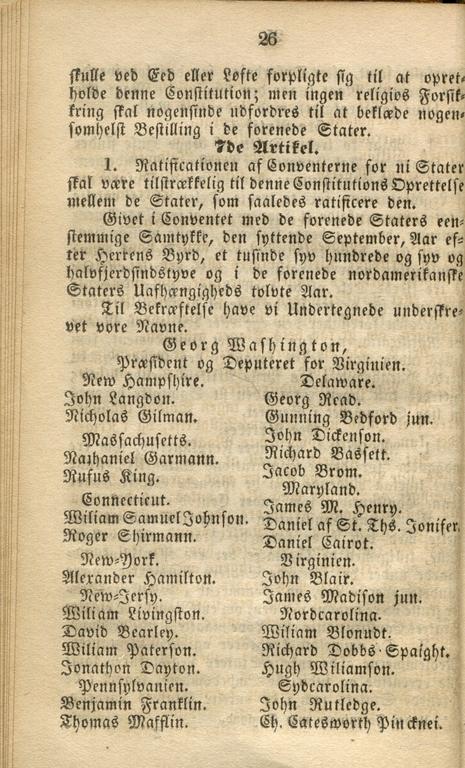 26
skulle ved Eed eller Løfte forpligte sig til at opret-
holde denne Constitution; men ingen religiøs Forsik-
kring skal nogensinde udfordres til at beklæde nogen-
somhelst Bestilling i de forenede Stater.
7de Artikel.
1. Ratificationen af Conventerne for ni Stater
skal være tilstrækkelig til denne Constitutions Oprettelse
mellem de Stater, som saaledes ratificere den.
Givet i Conventet med de forenede Staters een-
stemmige Samtykke, den syttende September, Aar ef-
ter Herrens Byrd, et tusinde syv hundrede og syv og
halvfjerdsindstyve og i de forenede nordamerikanske
Staters Uafhængigheds tolvte Aar.
Til Bekræftelse have vi Undertegnede underskre-
vet vore Navne.
Georg Washington,
Præsident og Deputeret for Virginien.
New Hampshire.
John Langdon.
Nicholas Gilman.
Massachusetts.
Nathaniel Garmann.
Rufus King.
Connecticut.
Wiliam Samuel Johnson.
Roger Shirmann.
New-York.
Alexander Hamilton.
New-Jersy.
Wiliam Livingston.
David Bearley.
Wiliam Paterson.
Jonathon Dayton.
Pennsylvanien.
Benjamin Franklin.
Thomas Mafflin.
Delaware.
Georg Read.
Gunning Bedford jun.
John Dickenson.
Richard Bassett.
Jacob Brom.
Maryland.
James M. Henry.
Daniel af St. Ths. Jonifer.
Daniel Cairot.
Virginien.
John Blair.
James Madison jun.
Nordcarolina.
Wiliam Blonudt.
Richard Dobbs Spaight.
Hugh Wiliamson.
Sydcarolina.
John Rutledge.
Ch. Catesworth Pincknei.